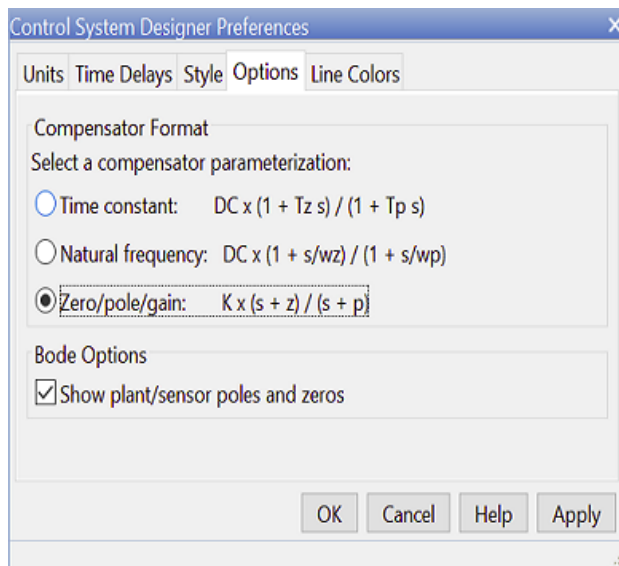 Control System Designer Preferences
Units Time Delays Style Options Line Colors
Compensator Format
Select a compensator parameterization:
Time constant: DC x (1 + Tz s) / (1 + Tp s)
Natural frequency: DC x (1 + s/wz) / (1 + s/wp)
Zero/pole/gain: K x (s + z) / (s + p)
Bode Options
Show plant/sensor poles and zeros
OK Cancel Help Apply